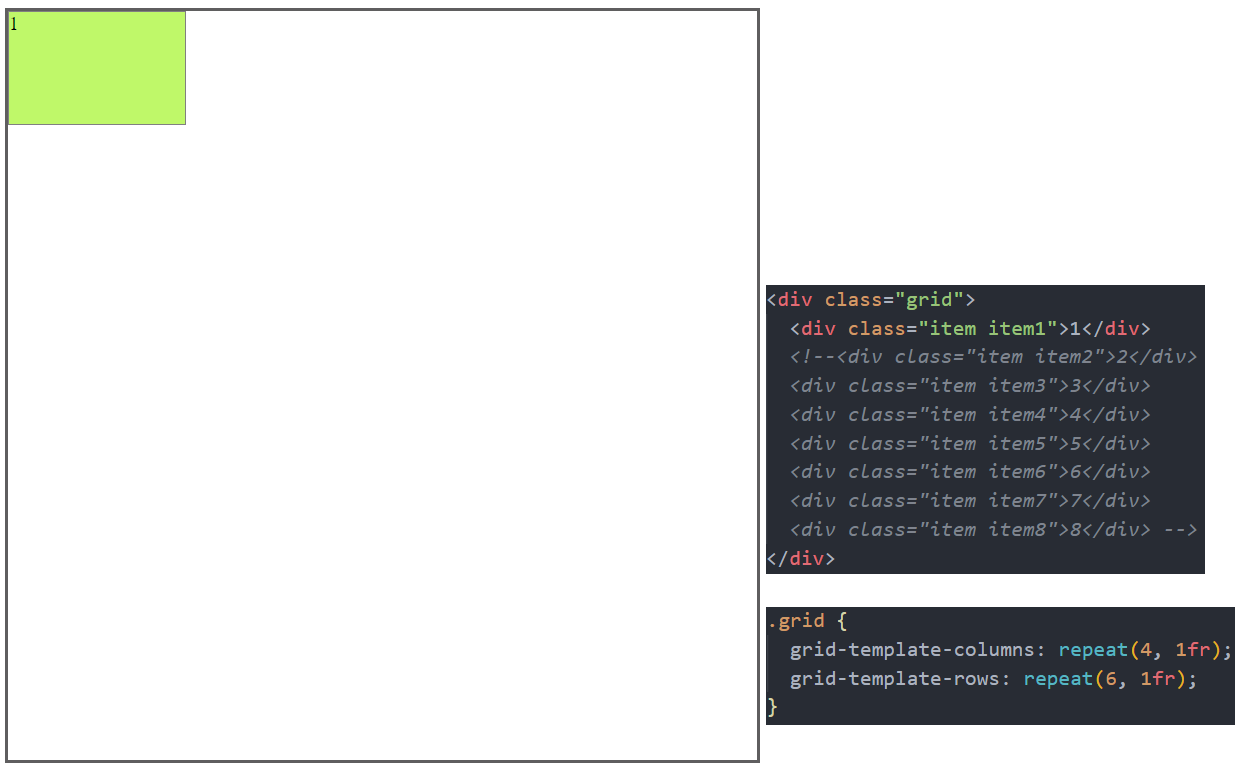 1
<div class="grid">
<div class="item item1">1</div>
<!--<div class="item item2">2</div>
<div class="item item3">3</div>
<div class="item item4">4</div>
<div class="item item5">5</div>
<div class="item item6">6</div>
<div class="item item7">7</div>
<div class="item item8">8</div> -->
</div>
.grid {
grid-template-columns: repeat(4, 1fr);
grid-template-rows: repeat(6, 1fr);
}